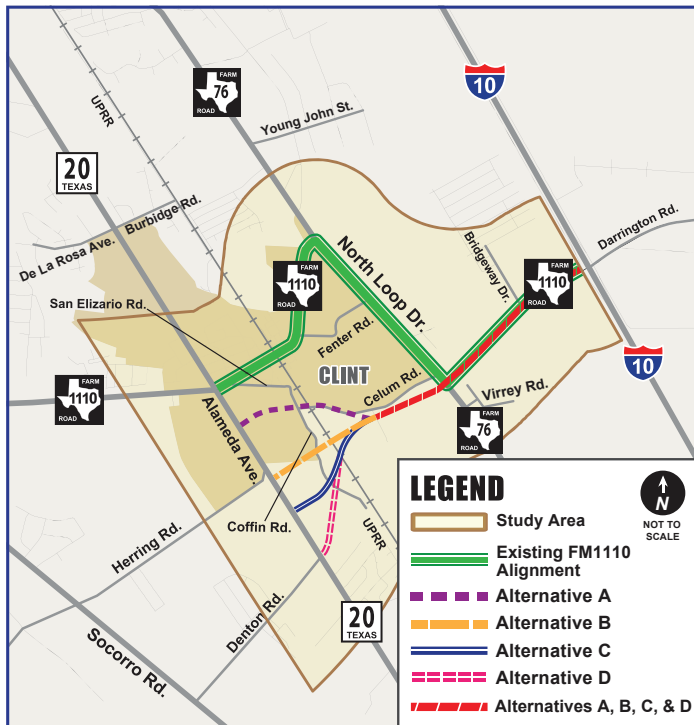 10
FARM
76
ROAD
Young John St.
UPRR
20
TEXAS
Burbidge Rd.
De La Rosa Ave.
Darrington Rd.
Bridgeway Dr.
FARM
1110
ROAD
North Loop Dr.
FARM
1110
ROAD
San Elizario Rd.
Fenter Rd.
CLINT
Celum Rd.
Virrey Rd.
10
FARM
1110
ROAD
FARM
76
ROAD
Alameda Ave.
Coffin Rd.
UPRR
Herring Rd.
Denton Rd.
20
TEXAS
Socorro Rd.
LEGEND
N
NOT TO
SCALE
Study Area
Existing FM1110
Alignment
Alternative A
Alternative B
Alternative C
Alternative D
Alternatives A, B, C, & D